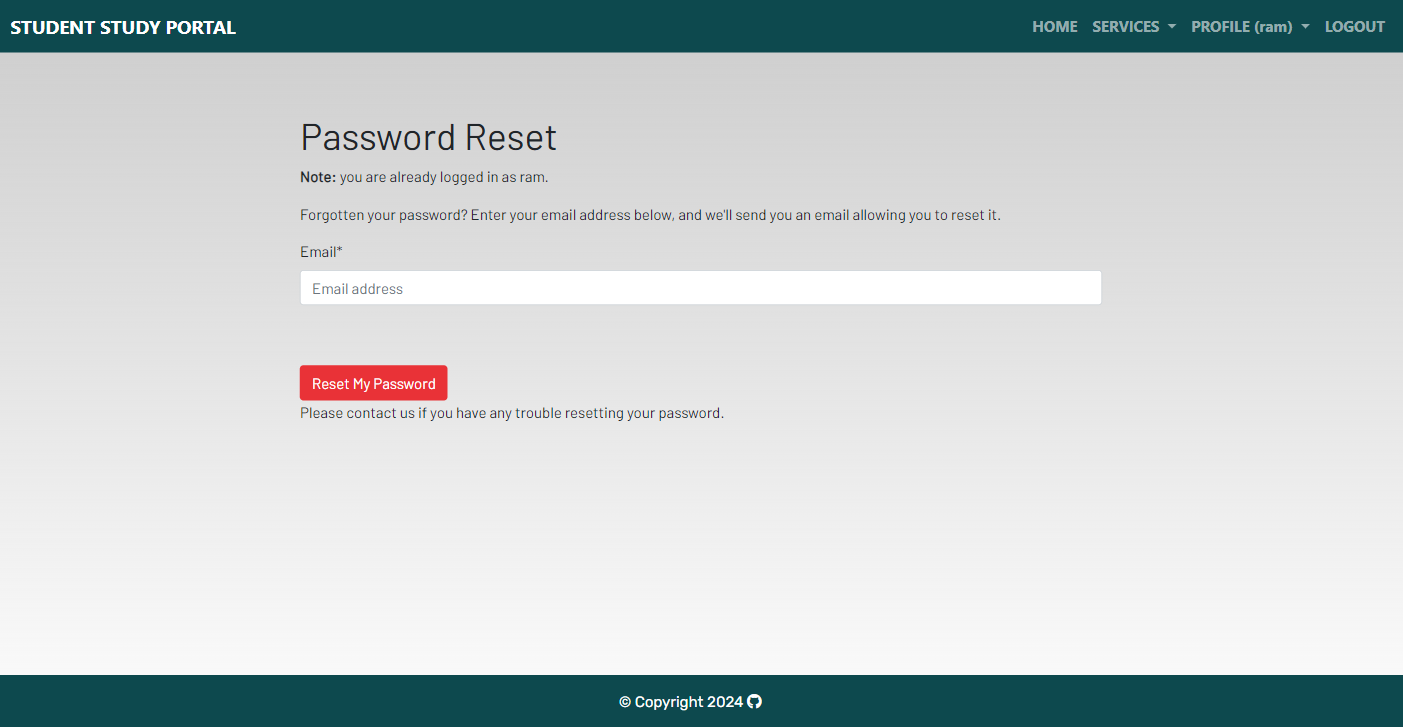 STUDENT STUDY PORTAL
HOME SERVICES PROFILE (ram) LOGOUT
Password Reset
Note: you are already logged in as ram.
Forgotten your password? Enter your email address below, and we'll send you an email allowing you to reset it.
Email*
Email address
Reset My Password
Please contact us if you have any trouble resetting your password.
© Copyright 2024